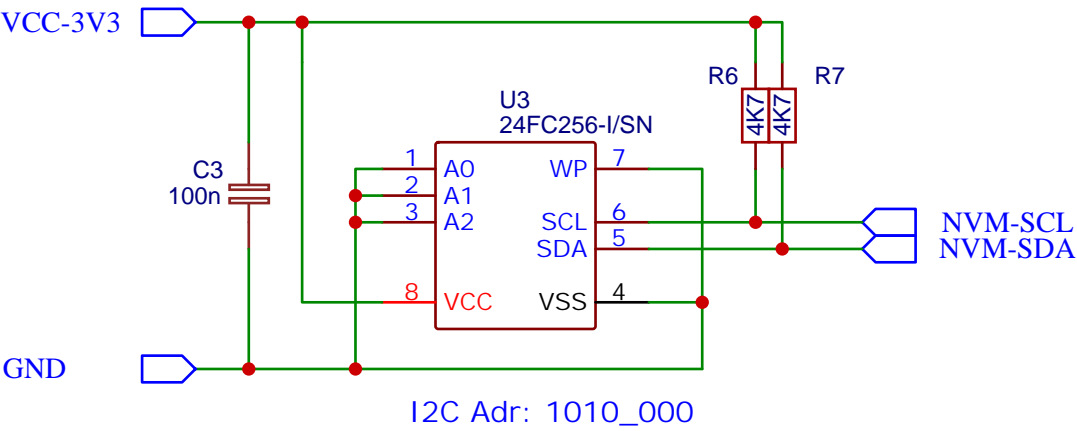 VCC-3V3
R6
R7
4K7
4K7
U3
24FC256-I/SN
C3
100n
1
A0
WP
7
2
A1
3
A2
SCL
6
NVM-SCL
SDA
5
NVM-SDA
8
VCC
VSS
4
GND
I2C Adr: 1010_000